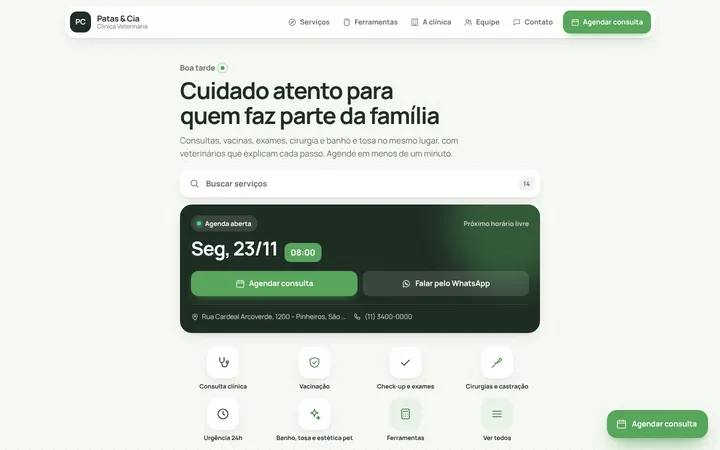 PC
Patas & Cia
Clínica Veterinária
Serviços
Ferramentas
A clínica
Equipe
Contato
Agendar consulta
Boa tarde
Cuidado atento para
quem faz parte da família
Consultas, vacinas, exames, cirurgia e banho e tosa no mesmo lugar, com
veterinários que explicam cada passo. Agende em menos de um minuto.
Buscar serviços
14
Agenda aberta
Próximo horário livre
Seg, 23/11 08:00
Agendar consulta
Falar pelo WhatsApp
Rua Cardeal Arcoverde, 1200 – Pinheiros, São ...
(11) 3400-0000
Consulta clínica
Vacinação
Check-up e exames
Cirurgias e castração
Urgência 24h
Banho, tosa e estética pet
Ferramentas
Ver todos
Agendar consulta